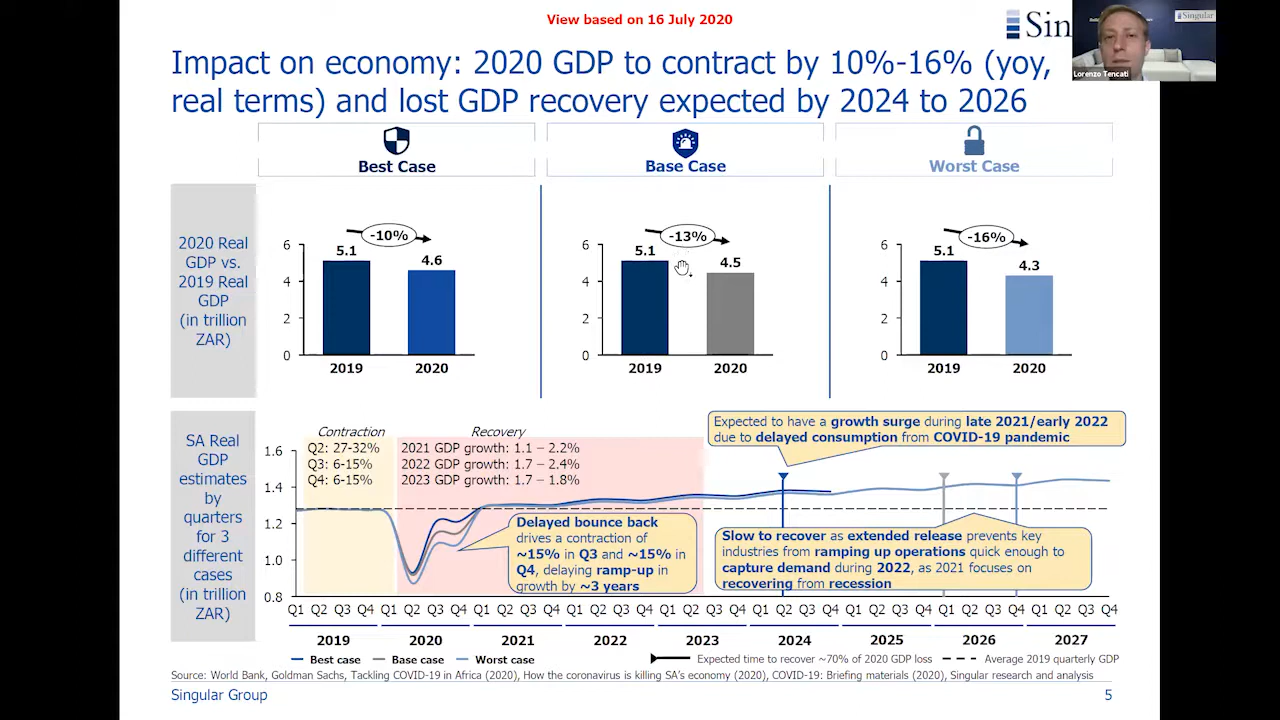 View based on 16 July 2020
Sin
Singular
Lorenzo Tencati
Impact on economy: 2020 GDP to contract by 10%-16% (yoy,
real terms) and lost GDP recovery expected by 2024 to 2026
Best Case
Base Case
Worst Case
2020 Real
GDP vs.
2019 Real
GDP
(in trillion
ZAR)
6
4
2
0
5.1
-10%
4.6
2019
2020
6
4
2
0
5.1
-13%
4.5
2019
2020
6
4
2
0
5.1
-16%
4.3
2019
2020
SA Real
GDP
estimates
by
quarters
for 3
different
cases
(in trillion
ZAR)
1.6
1.4
1.2
1.0
0.8
Contraction
Q2: 27-32%
Q3: 6-15%
Q4: 6-15%
Recovery
2021 GDP growth: 1.1 – 2.2%
2022 GDP growth: 1.7 – 2.4%
2023 GDP growth: 1.7 – 1.8%
Expected to have a growth surge during late 2021/early 2022
due to delayed consumption from COVID-19 pandemic
Delayed bounce back
drives a contraction of
~15% in Q3 and ~15% in
Q4, delaying ramp-up in
growth by ~3 years
Slow to recover as extended release prevents key
industries from ramping up operations quick enough to
capture demand during 2022, as 2021 focuses on
recovering from recession
Q1 Q2 Q3 Q4 Q1 Q2 Q3 Q4 Q1 Q2 Q3 Q4 Q1 Q2 Q3 Q4 Q1 Q2 Q3 Q4 Q1 Q2 Q3 Q4 Q1 Q2 Q3 Q4 Q1 Q2 Q3 Q4 Q1 Q2 Q3 Q4
2019 2020 2021 2022 2023 2024 2025 2026 2027
Best case Base case Worst case Expected time to recover ~70% of 2020 GDP loss Average 2019 quarterly GDP
Source: World Bank, Goldman Sachs, Tackling COVID-19 in Africa (2020), How the coronavirus is killing SA's economy (2020), COVID-19: Briefing materials (2020), Singular research and analysis
Singular Group
5